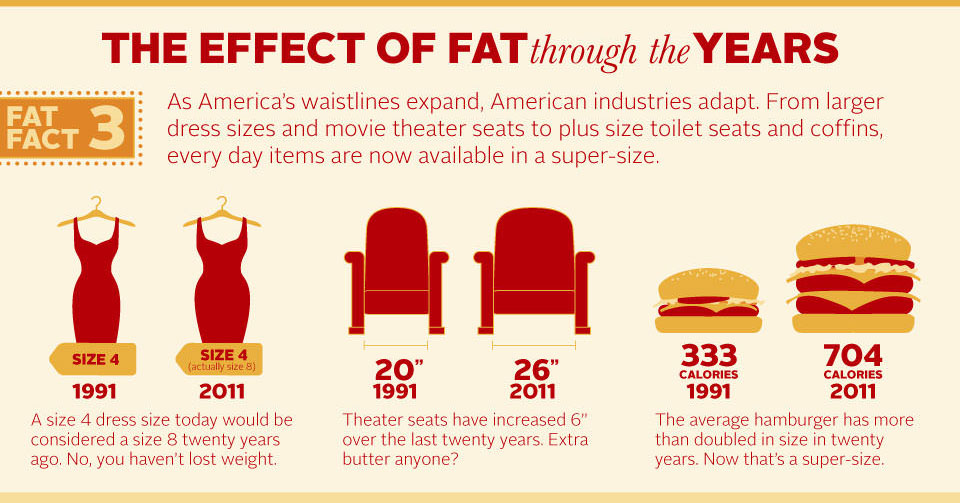 THE EFFECT OF FAT through the YEARS
FAT
FACT 3
As America's waistlines expand, American industries adapt. From larger
dress sizes and movie theater seats to plus size toilet seats and coffins,
every day items are now available in a super-size.
SIZE 4
1991
SIZE 4
(actually size 8)
2011
A size 4 dress size today would be
considered a size 8 twenty years
ago. No, you haven't lost weight.
20”
1991
26”
2011
Theater seats have increased 6”
over the last twenty years. Extra
butter anyone?
333
CALORIES
1991
704
CALORIES
2011
The average hamburger has more
than doubled in size in twenty
years. Now that's a super-size.